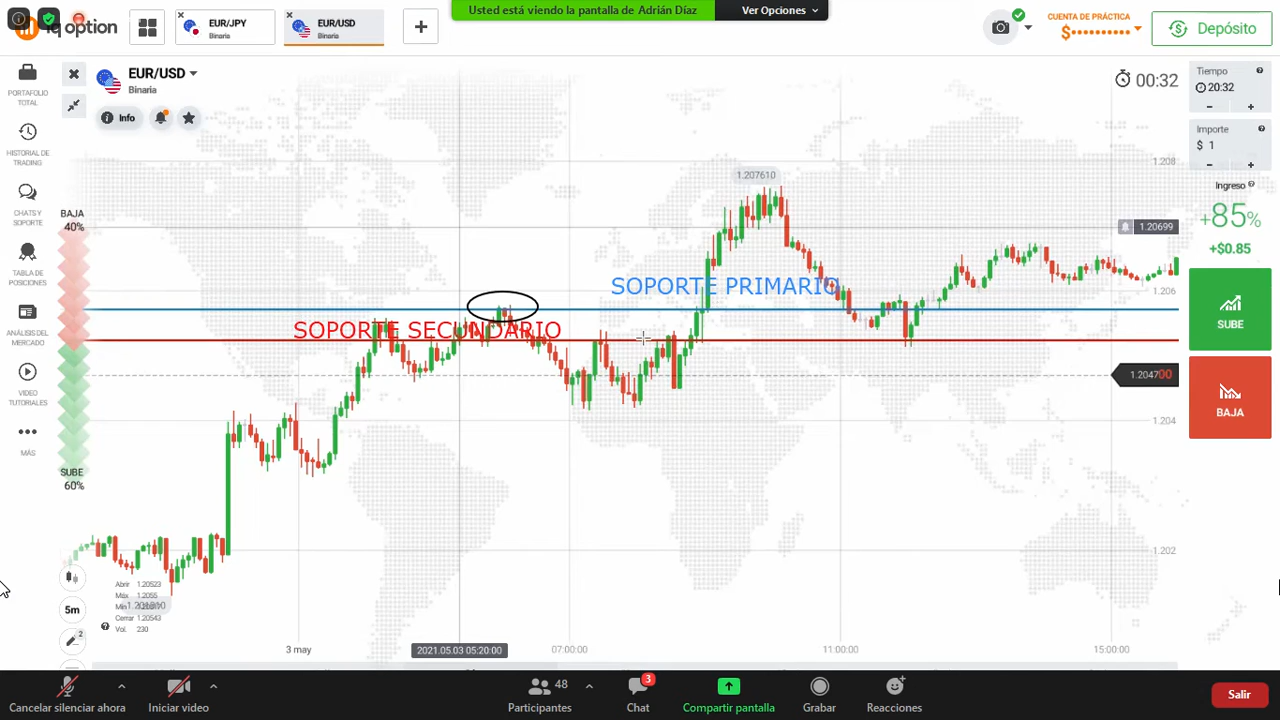 Usted está viendo la pantalla de Adrián Díaz
Ver Opciones
iq option
EUR/JPY
Binaria
EUR/USD
Binaria
+
CUENTA DE PRÁCTICA
$••••••••••
Depósito
PORTAFOLIO
TOTAL
HISTORIAL DE
TRADING
CHATS Y
SOPORTE
TABLA DE
POSICIONES
ANÁLISIS DEL
MERCADO
VIDEO
TUTORIALES
MÁS
EUR/USD
Binaria
Info
BAJA
40%
SUBE
60%
00:32
1.207610
1.208
1.20699
1.206
1.204700
1.204
1.202
SOPORTE PRIMARIO
SOPORTE SECUNDARIO
Abrir 1.20523
Máx 1.2055
Mín
Cerrar 1.20543
Vol. 230
5m
2
3 may
2021.05.03 05:20:00
07:00:00
11:00:00
15:00:00
Tiempo
20:32
- +
Importe
$ 1
- +
Ingreso
+85%
+$0.85
SUBE
BAJA
Cancelar silenciar ahora
Iniciar video
48
Participantes
3
Chat
Compartir pantalla
Grabar
Reacciones
Salir